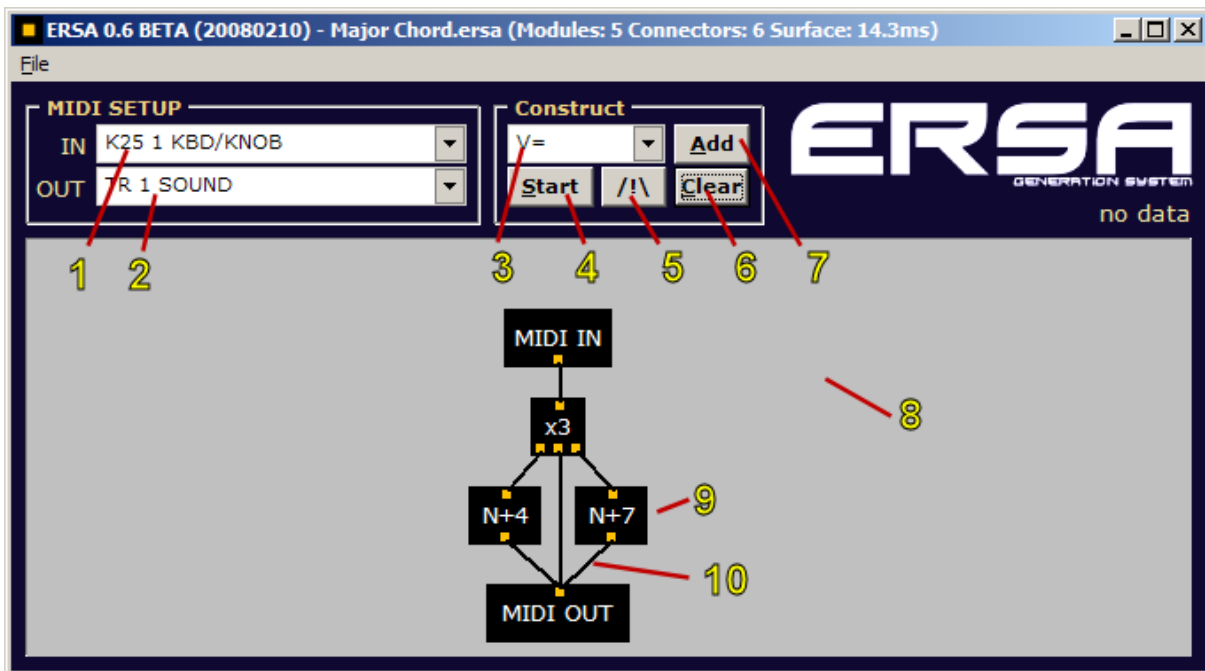 ERSA 0.6 BETA (20080210) - Major Chord.ersa (Modules: 5 Connectors: 6 Surface: 14.3ms)
File
MIDI SETUP
IN K25 1 KBD/KNOB
OUT TR 1 SOUND
Construct
V= Add
Start /!\ Clear
ERSA
GENERATION SYSTEM
no data
1 2 3 4 5 6 7
MIDI IN
8
x3
N+4 N+7 9
10
MIDI OUT